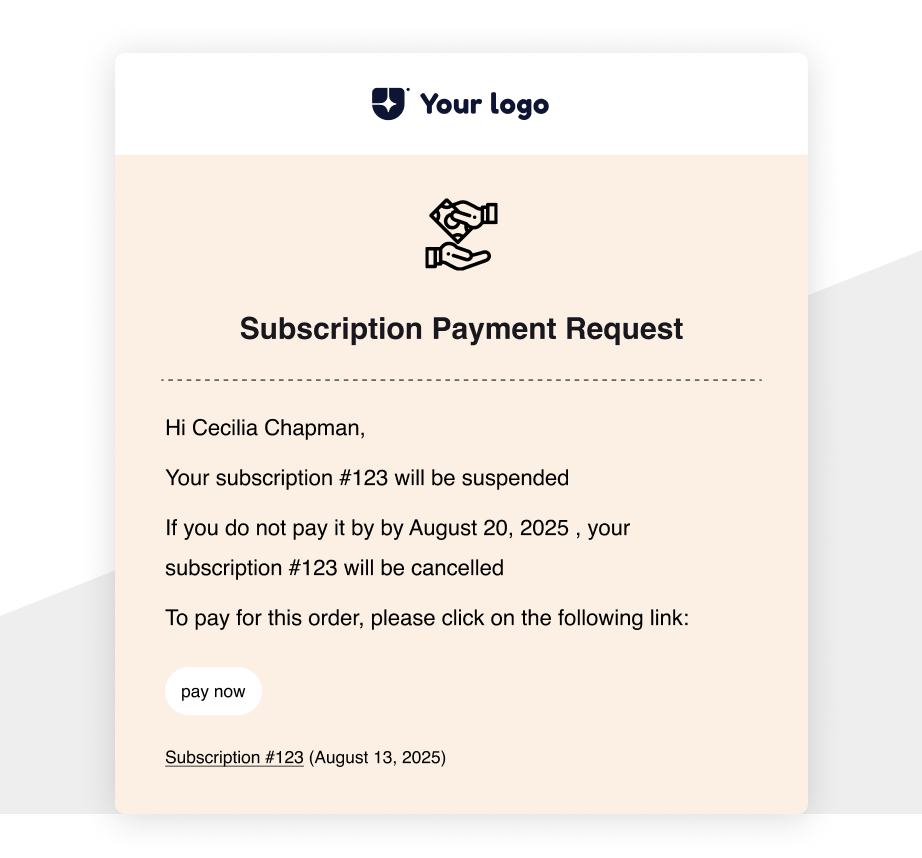 Your logo
Subscription Payment Request
Hi Cecilia Chapman,
Your subscription #123 will be suspended
If you do not pay it by by August 20, 2025 , your
subscription #123 will be cancelled
To pay for this order, please click on the following link:
pay now
Subscription #123 (August 13, 2025)